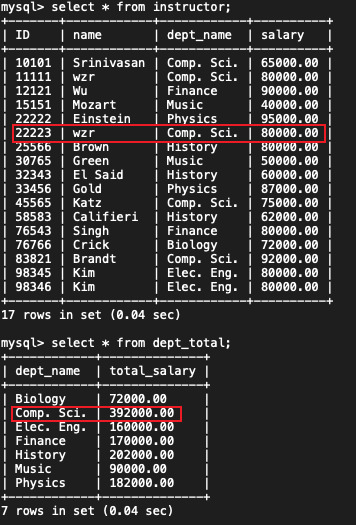 mysql> select * from instructor;
+-------+------------+------------+----------+
| ID | name | dept_name | salary |
+-------+------------+------------+----------+
| 10101 | Srinivasan | Comp. Sci. | 65000.00 |
| 11111 | wzr | Comp. Sci. | 80000.00 |
| 12121 | Wu | Finance | 90000.00 |
| 15151 | Mozart | Music | 40000.00 |
| 22222 | Einstein | Physics | 95000.00 |
| 22223 | wzr | Comp. Sci. | 80000.00 |
| 25566 | Brown | History | 80000.00 |
| 30765 | Green | Music | 50000.00 |
| 32343 | El Said | History | 60000.00 |
| 33456 | Gold | Physics | 87000.00 |
| 45565 | Katz | Comp. Sci. | 75000.00 |
| 58583 | Califieri | History | 62000.00 |
| 76543 | Singh | Finance | 80000.00 |
| 76766 | Crick | Biology | 72000.00 |
| 83821 | Brandt | Comp. Sci. | 92000.00 |
| 98345 | Kim | Elec. Eng. | 80000.00 |
| 98346 | Kim | Elec. Eng. | 80000.00 |
+-------+------------+------------+----------+
17 rows in set (0.04 sec)
mysql> select * from dept_total;
+------------+--------------+
| dept_name | total_salary |
+------------+--------------+
| Biology | 72000.00 |
| Comp. Sci. | 392000.00 |
| Elec. Eng. | 160000.00 |
| Finance | 170000.00 |
| History | 202000.00 |
| Music | 90000.00 |
| Physics | 182000.00 |
+------------+--------------+
7 rows in set (0.04 sec)